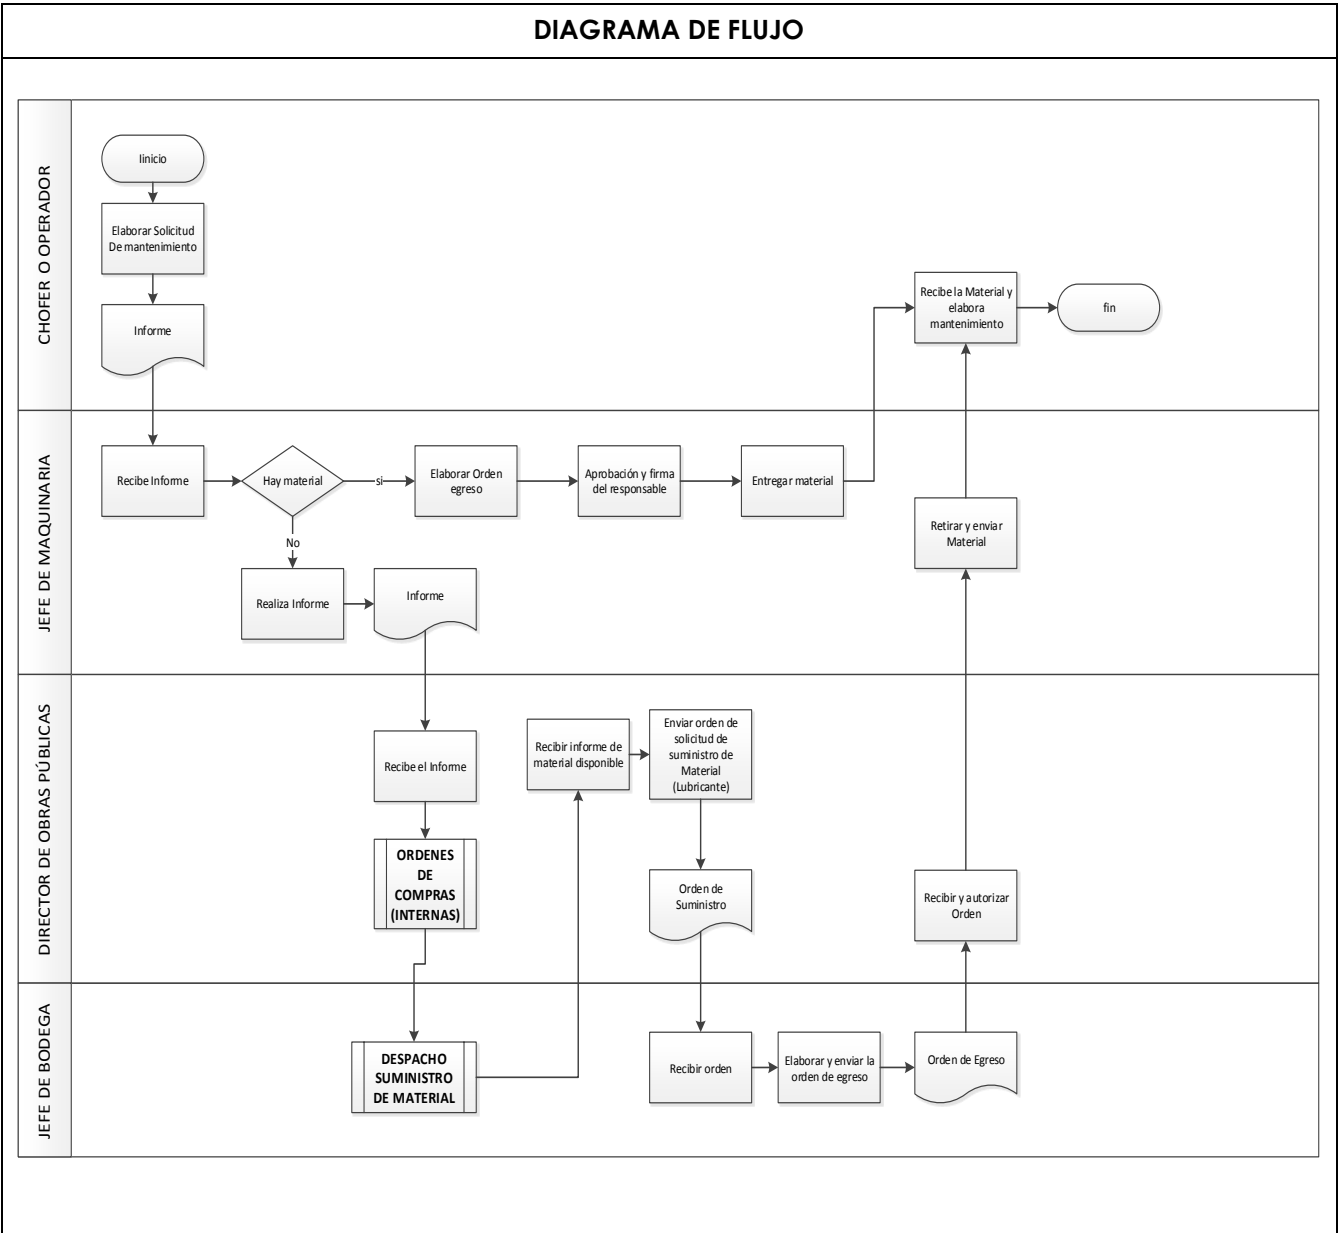 DIAGRAMA DE FLUJO
CHOFER O OPERADOR
Iinicio
Elaborar Solicitud
De mantenimiento
Informe
Recibe la Material y
elabora
mantenimiento
fin
JEFE DE MAQUINARIA
Recibe Informe
Hay material
si
Elaborar Orden
egreso
Aprobación y firma
del responsable
Entregar material
No
Realiza Informe
Informe
Retirar y enviar
Material
DIRECTOR DE OBRAS PÚBLICAS
Recibe el Informe
ORDENES
DE
COMPRAS
(INTERNAS)
Recibir informe de
material disponible
Enviar orden de
solicitud de
suministro de
Material
(Lubricante)
Orden de
Suministro
Recibir y autorizar
Orden
JEFE DE BODEGA
DESPACHO
SUMINISTRO
DE MATERIAL
Recibir orden
Elaborar y enviar la
orden de egreso
Orden de Egreso